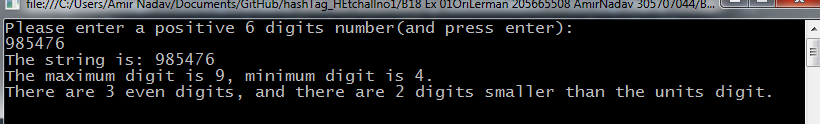 file:///C:/Users/Amir Nadav/Documents/GitHub/hashTag_HEtchallno1/B18 Ex 01OriLerman 205665508 AmirNadav 305707044/B...
Please enter a positive 6 digits number(and press enter):
985476
The string is: 985476
The maximum digit is 9, minimum digit is 4.
There are 3 even digits, and there are 2 digits smaller than the units digit.